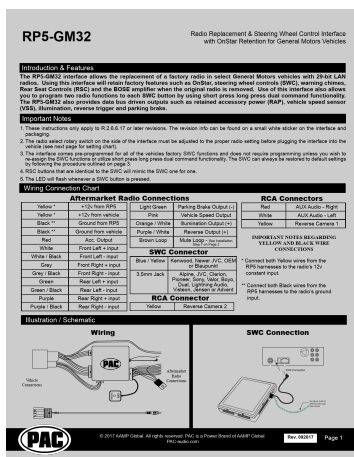 RP5-GM32
Radio Replacement & Steering Wheel Control Interface
with OnStar Retention for General Motors Vehicles
Introduction & Features
The RP5-GM32 interface allows the replacement of a factory radio in select General Motors vehicles with 29-bit LAN
radios. Using this interface will retain factory features such as OnStar, steering wheel controls (SWC), warning chimes,
Rear Seat Controls (RSC) and the BOSE amplifier when the original radio is removed. Use of this interface also allows
you to program two radio functions to each SWC button by using short press long press dual command functionality.
The RP5-GM32 also provides data bus driven outputs such as retained accessory power (RAP), vehicle speed sensor
(VSS), illumination, reverse trigger and parking brake.
Important Notes
1. These instructions only apply to R.2.6.6.17 or later revisions. The revision info can be found on a small white sticker on the interface and
packaging.
2. The radio select rotary switch on the side of the interface must be adjusted to the proper radio setting before plugging the interface into the
vehicle (see next page for setting chart).
3. The interface comes pre-programmed for all of the vehicles factory SWC functions and does not require programming unless you wish to
re-assign the SWC functions or utilize short press long press dual command functionality. The SWC can always be restored to default settings
by following the procedure outlined on page 3.
4. RSC buttons that are identical to the SWC will mimic the SWC one for one.
5. The LED will flash whenever a SWC button is pressed.
Wiring Connection Chart
Aftermarket Radio Connections
Yellow * +12v from RP5
Yellow * +12v from vehicle
Black ** Ground from RP5
Black ** Ground from vehicle
Red Acc. Output
White Front Left + input
White / Black Front Left - input
Grey Front Right + input
Grey / Black Front Right - input
Green Rear Left + input
Green / Black Rear Left - input
Purple Rear Right + input
Purple / Black Rear Right - input
Light Green Parking Brake Output (-)
Pink Vehicle Speed Output
Orange / White Illumination Output (+)
Purple / White Reverse Output (+)
Brown Loop Mute Loop -
SWC Connector
Blue / Yellow Kenwood, Newer JVC, OEM
or Blaupunkt
3.5mm Jack Alpine, JVC, Clarion,
Pioneer, Sony, Valor, Boyo,
Dual, Lightning Audio,
Visteon, Jensen or Advent
RCA Connector
Yellow Reverse Camera 2
RCA Connectors
Red AUX Audio - Right
White AUX Audio - Left
Yellow Reverse Camera 1
IMPORTANT NOTES REGARDING
YELLOW AND BLACK WIRE
CONNECTIONS
* Connect both Yellow wires from the
RP5 harnesses to the radio's 12v
constant input.
** Connect both Black wires from the
RP5 harnesses to the radio's ground
input.
Illustration / Schematic
Wiring
Vehicle
Connections
Aftermarket
Radio
Connections
PAC
SWC Connection
PAC
© 2017 AAMP Global. All rights reserved. PAC is a Power Brand of AAMP Global.
PAC-audio.com
Rev. 092017
Page 1